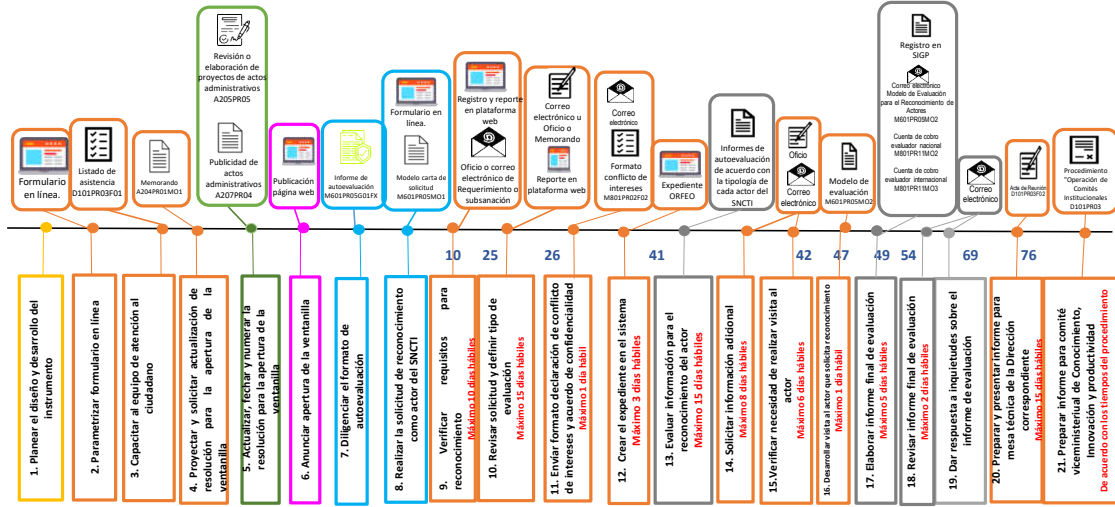 Formulario
en línea.
Listado de
asistencia
D101PR03F01
Memorando
A204PR01MO1
Revisión o
elaboración de
proyectos de actos
administrativos
A205PR05
Publicidad de
actos
administrativos
A207PR04
Publicación
página web
Informe de
autoevaluación
M601PR05G01FX
Formulario en
línea.
Modelo carta de
solicitud
M601PR05MO1
Registro y reporte
en plataforma
web
Oficio o correo
electrónico de
Requerimiento o
subsanación
Correo
electrónico u
Oficio o
Memorando
Reporte en
plataforma web
Correo
electrónico
Formato
conflicto de
intereses
M801PR02F02
Expediente
ORFEO
Informes de
autoevaluación
de acuerdo con
la tipología de
cada actor del
SNCTI
Oficio
Correo
electrónico
Modelo de
evaluación
M601PR05MO2
Registro en
SIGP
Correo electrónico
Modelo de Evaluación
para el Reconocimiento de
Actores
M601PR05MO2
Cuenta de cobro
evaluador nacional
M801PR11MO2
Cuenta de cobro
evaluador internacional
M801PR11MO3
Correo
electrónico
Acta de Reunión
D101PR03F02
Procedimiento
"Operación de
Comités
Institucionales
D101PR03
10
25
26
41
42
47
49
54
69
76
1. Planear el diseño y desarrollo del
instrumento
2. Parametrizar formulario en línea
3. Capacitar al equipo de atención al
ciudadano
4. Proyectar y solicitar actualización de
resolución para la apertura de la
ventanilla
5. Actualizar, fechar y numerar la
resolución para la apertura de la
ventanilla
6. Anunciar apertura de la ventanilla
7. Diligenciar el formato de
autoevaluación
8. Realizar la solicitud de reconocimiento
como actor del SNCTI
9. Verificar requisitos para
reconocimiento
Máximo 10 días hábiles
10. Revisar solicitud y definir tipo de
evaluación
Máximo 15 días hábiles
11. Enviar formato declaración de conflicto
de Intereses y acuerdo de confidencialidad
Máximo 1 día hábil
12. Crear el expediente en el sistema
Máximo 3 días hábiles
13. Evaluar información para el
reconocimiento del actor
Máximo 15 días hábiles
14. Solicitar información adicional
Máximo 8 días hábiles
15.Verificar necesidad de realizar visita al
actor
Máximo 6 días hábiles
16. Desarrollar visita al actor que solicita reconocimiento
Máximo 1 día hábil
17. Elaborar informe final de evaluación
Máximo 5 días hábiles
18. Revisar informe final de evaluación
Máximo 2 días hábiles
19. Dar respuesta a inquietudes sobre el
informe de evaluación
20. Preparar y presentar informe para
mesa técnica de la Dirección
correspondiente
Máximo 15 días hábiles
21. Preparar informe para comité
viceministeriual de Conocimiento,
Innovación y productividad
De acuerdo con los tiempos del procedimiento